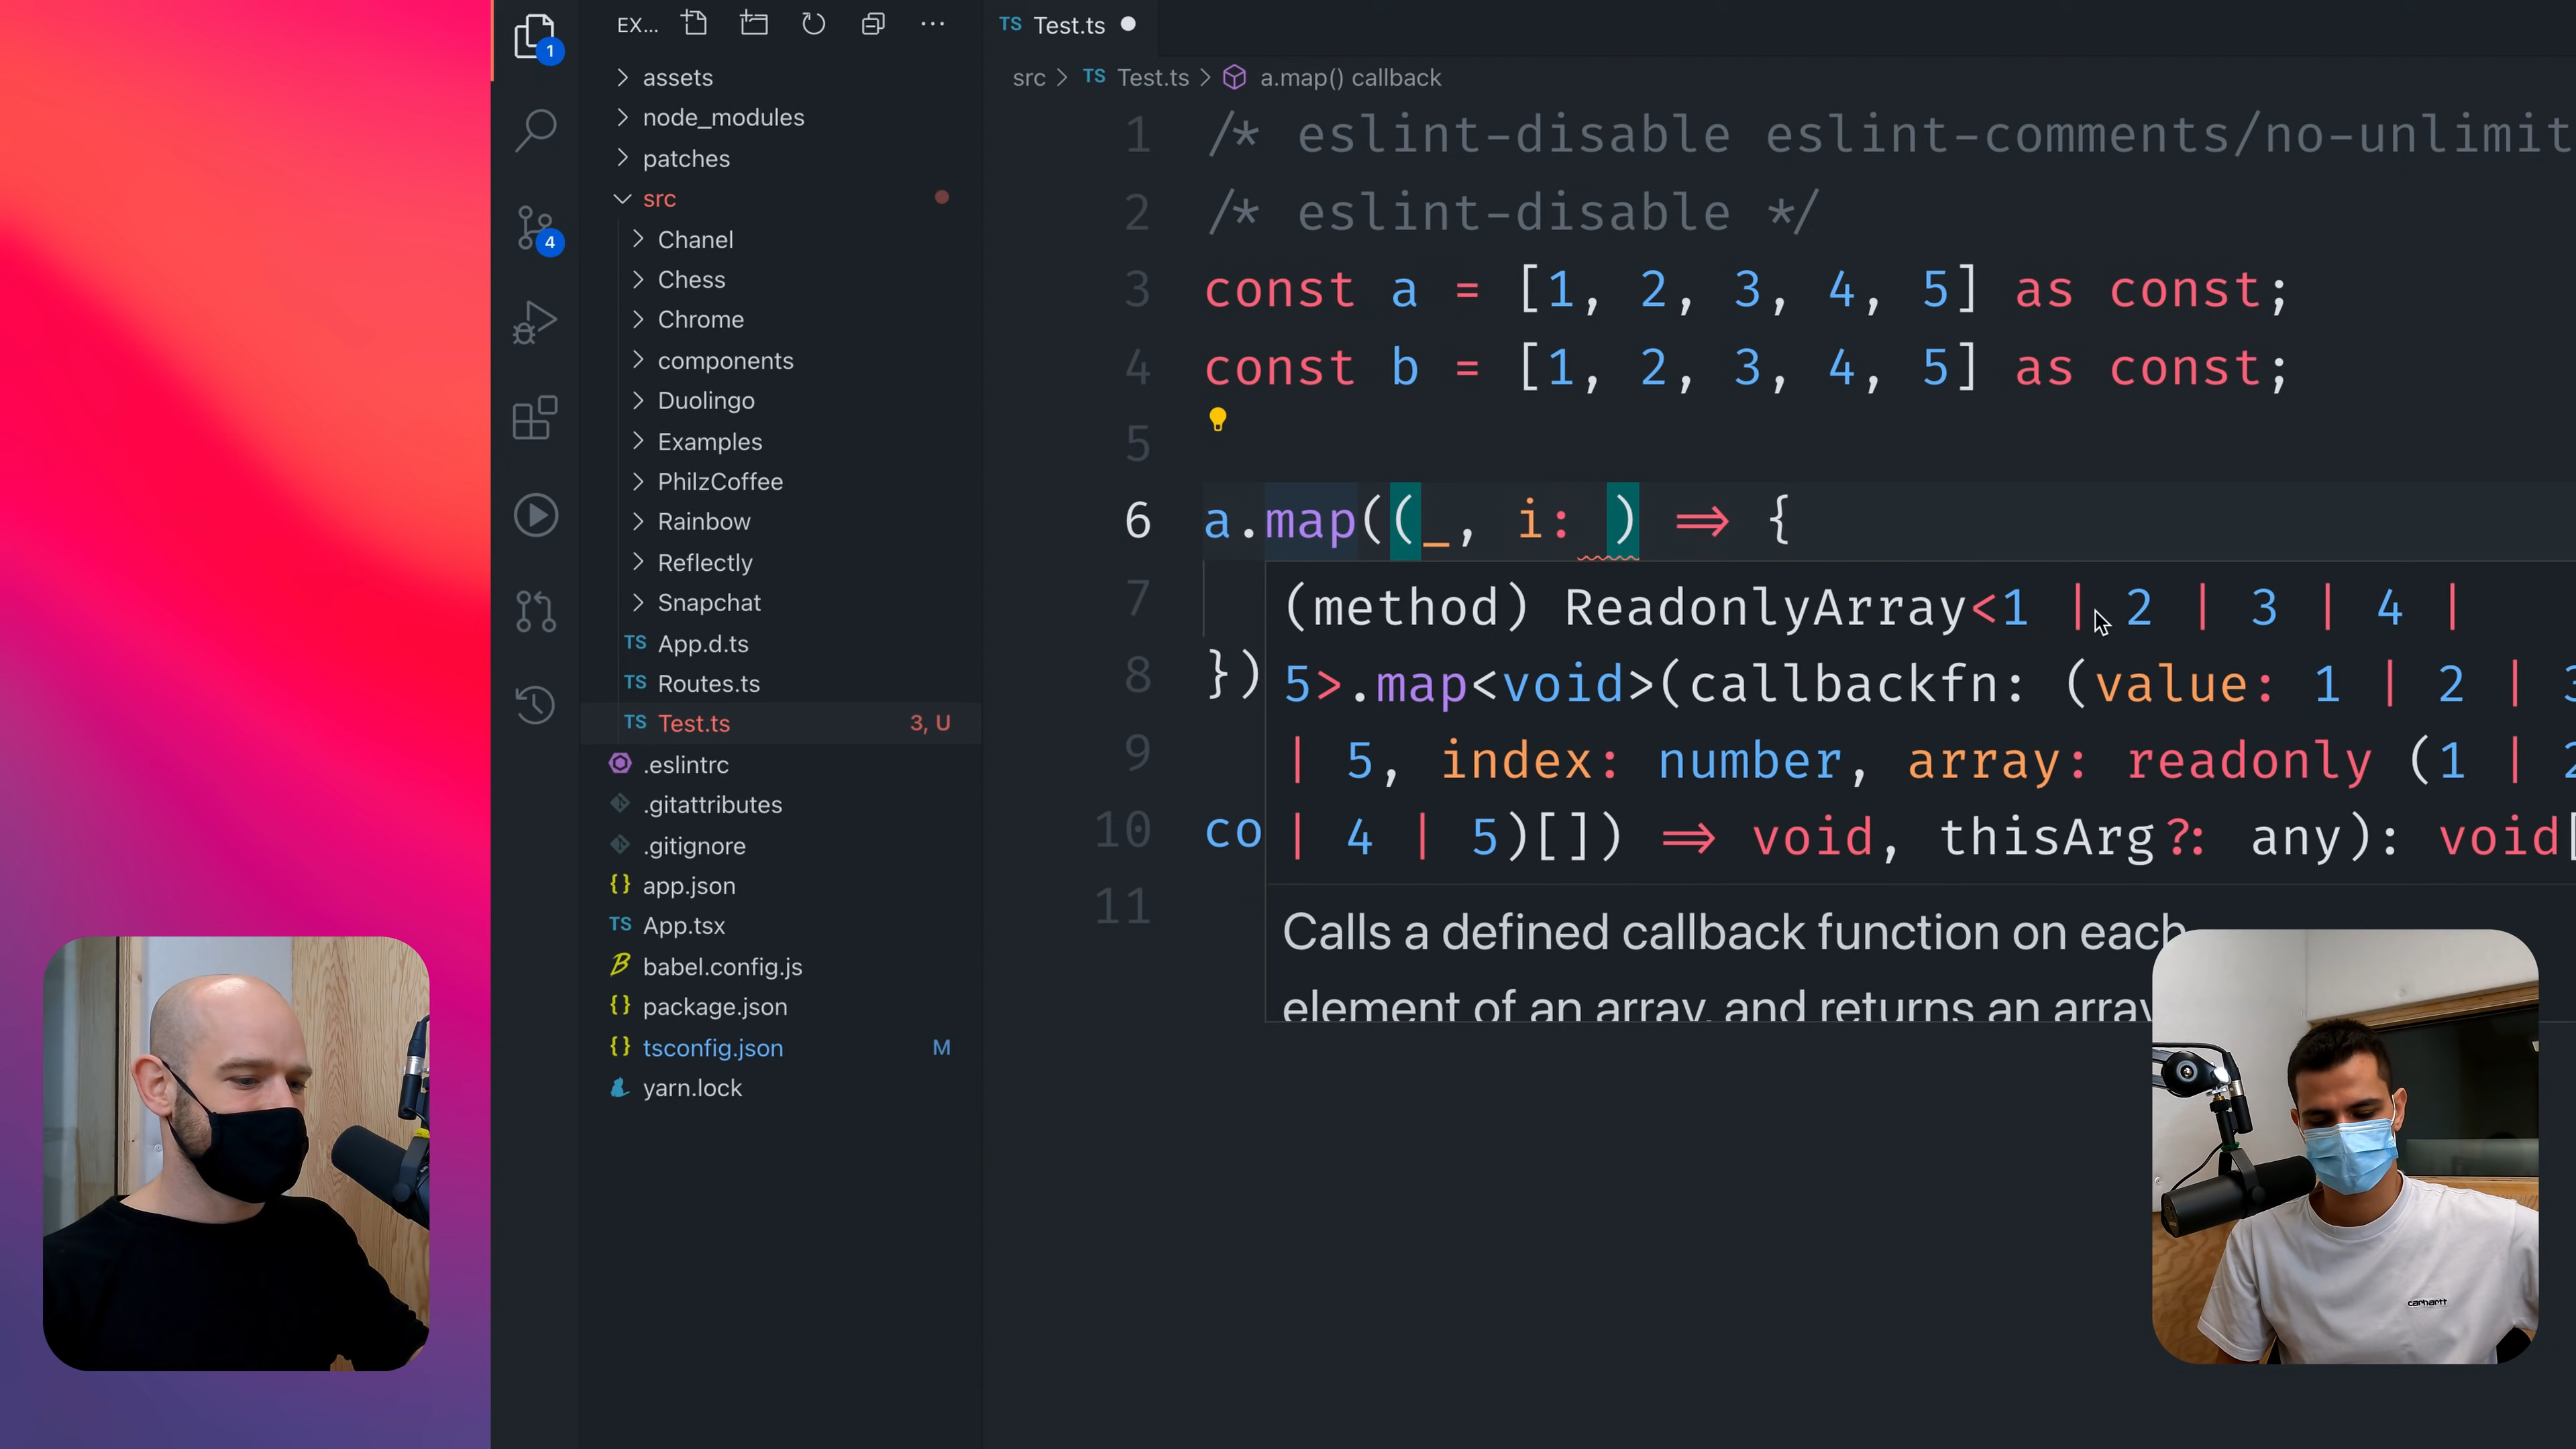 1
4
EX...
assets
node_modules
patches
src
Chanel
Chess
Chrome
components
Duolingo
Examples
PhilzCoffee
Rainbow
Reflectly
Snapchat
TS App.d.ts
TS Routes.ts
TS Test.ts 3, U
.eslintrc
.gitattributes
.gitignore
{} app.json
TS App.tsx
babel.config.js
{} package.json
{} tsconfig.json M
yarn.lock
TS Test.ts
src > TS Test.ts > a.map() callback
1 /* eslint-disable eslint-comments/no-unlimit
2 /* eslint-disable */
3 const a = [1, 2, 3, 4, 5] as const;
4 const b = [1, 2, 3, 4, 5] as const;
5
6 a.map((_, i: ) => {
7
8 })
9
10 co
11
(method) ReadonlyArray<1 | 2 | 3 | 4 |
5>.map<void>(callbackfn: (value: 1 | 2 | 3
| 5, index: number, array: readonly (1 | 2
| 4 | 5)[]) => void, thisArg?: any): void[
Calls a defined callback function on each
element of an array, and returns an array
carhartt